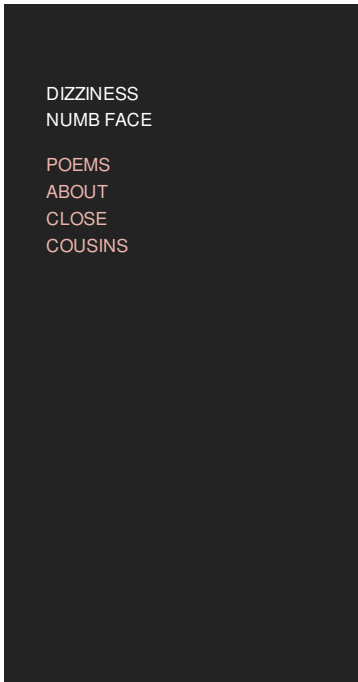 DIZZINESS
NUMB FACE
POEMS
ABOUT
CLOSE
COUSINS